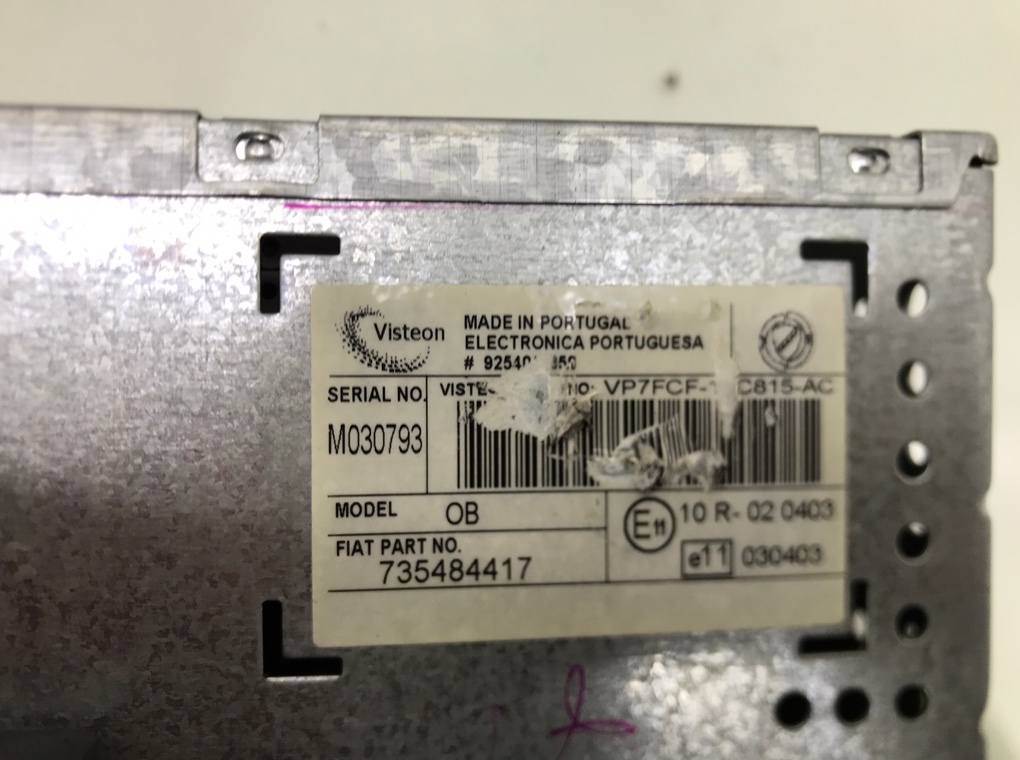 Visteon
MADE IN PORTUGAL
ELECTRONICA PORTUGUESA
SERIAL NO.
M030793
MODEL OB
FIAT PART NO.
735484417
E11 10 R- 02 0403
e11 030403